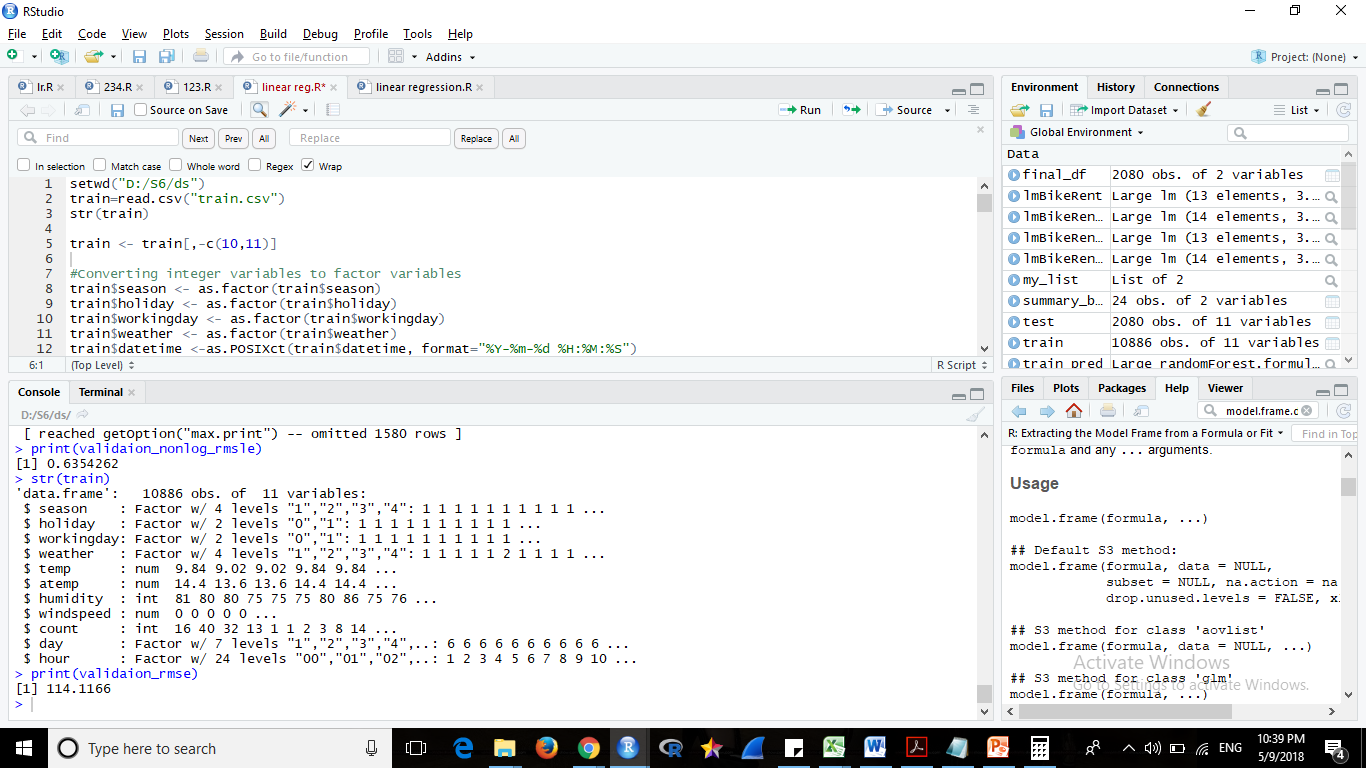 RStudio
File Edit Code View Plots Session Build Debug Profile Tools Help
Go to file/function Addins Project: (None)
lr.R 234.R 123.R linear reg.R* linear regression.R
Source on Save Run Source
Find Next Prev All Replace Replace All
In selection Match case Whole word Regex Wrap
1 setwd("D:/S6/ds")
2 train=read.csv("train.csv")
3 str(train)
4
5 train <- train[,-c(10,11)]
6
7 #Converting integer variables to factor variables
8 train$season <- as.factor(train$season)
9 train$holiday <- as.factor(train$holiday)
10 train$workingday <- as.factor(train$workingday)
11 train$weather <- as.factor(train$weather)
12 train$datetime <-as.POSIXct(train$datetime, format="%Y-%m-%d %H:%M:%S")
6:1 (Top Level) R Script
Console Terminal
D:/S6/ds/
[ reached getOption("max.print") -- omitted 1580 rows ]
> print(validaion_nonlog_rmsle)
[1] 0.6354262
> str(train)
'data.frame': 10886 obs. of 11 variables:
$ season : Factor w/ 4 levels "1","2","3","4": 1 1 1 1 1 1 1 1 1 1 ...
$ holiday : Factor w/ 2 levels "0","1": 1 1 1 1 1 1 1 1 1 1 ...
$ workingday: Factor w/ 2 levels "0","1": 1 1 1 1 1 1 1 1 1 1 ...
$ weather : Factor w/ 4 levels "1","2","3","4": 1 1 1 1 1 2 1 1 1 1 ...
$ temp : num 9.84 9.02 9.02 9.84 9.84 ...
$ atemp : num 14.4 13.6 13.6 14.4 14.4 ...
$ humidity : int 81 80 80 75 75 75 80 86 75 76 ...
$ windspeed : num 0 0 0 0 0 ...
$ count : int 16 40 32 13 1 1 2 3 8 14 ...
$ day : Factor w/ 7 levels "1","2","3","4",..: 6 6 6 6 6 6 6 6 6 6 ...
$ hour : Factor w/ 24 levels "00","01","02",..: 1 2 3 4 5 6 7 8 9 10 ...
> print(validaion_rmse)
[1] 114.1166
>
Environment History Connections
Import Dataset List
Global Environment
Data
final_df 2080 obs. of 2 variables
lmBikeRent Large lm (13 elements, 3....
lmBikeRen... Large lm (14 elements, 3....
lmBikeRen... Large lm (13 elements, 3....
lmBikeRen... Large lm (14 elements, 3....
my_list List of 2
summary_b... 24 obs. of 2 variables
test 2080 obs. of 11 variables
train 10886 obs. of 11 variables
train pred Large randomForest.formul...
Files Plots Packages Help Viewer
model.frame.c
R: Extracting the Model Frame from a Formula or Fit Find in Top
formula and any ... arguments.
Usage
model.frame(formula, ...)
## Default S3 method:
model.frame(formula, data = NULL,
subset = NULL, na.action = na
drop.unused.levels = FALSE, x
## S3 method for class 'aovlist'
model.frame(formula, data = NULL, ...)
## S3 method for class 'glm'
model.frame(formula, ...)
Activate Windows
Go to Settings to activate Windows.
Type here to search
ENG 10:39 PM
5/9/2018 4